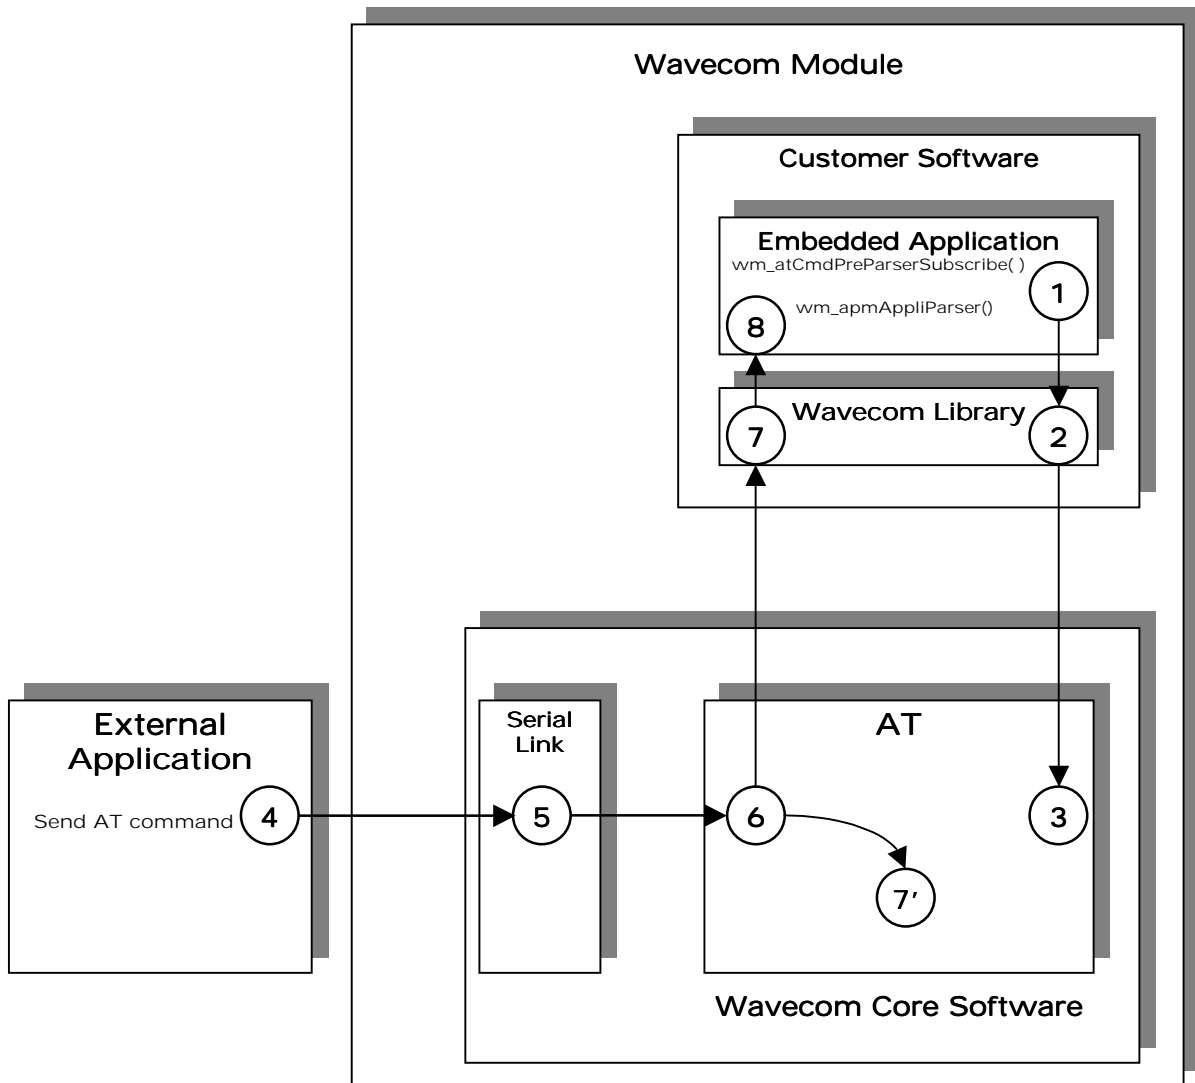 Wavecom Module
Customer Software
Embedded Application
wm_atCmdPreParserSubscribe( )
1
wm_apmAppliParser()
8
Wavecom Library
7
2
External
Application
Serial
Link
AT
Send AT command
4
5
6
3
7’
Wavecom Core Software